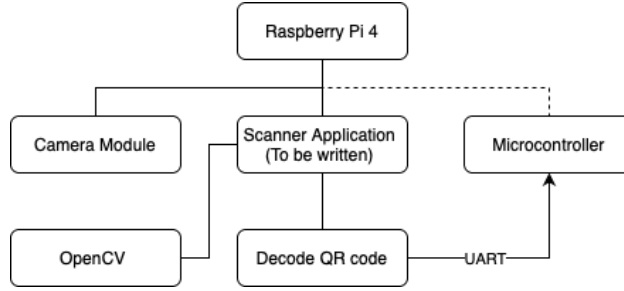 Raspberry Pi 4
Camera Module
Scanner Application
(To be written)
Microcontroller
OpenCV
Decode QR code
UART